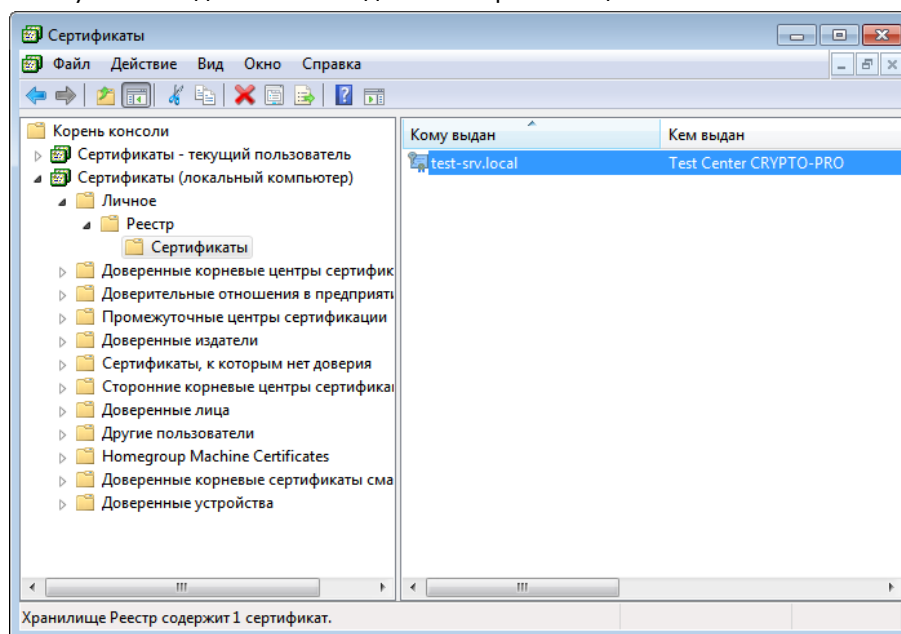 Сертификаты
Файл Действие Вид Окно Справка
Корень консоли
Сертификаты - текущий пользователь
Сертификаты (локальный компьютер)
Личное
Реестр
Сертификаты
Доверенные корневые центры сертифик
Доверительные отношения в предприяти
Промежуточные центры сертификации
Доверенные издатели
Сертификаты, к которым нет доверия
Сторонние корневые центры сертифика
Доверенные лица
Другие пользователи
Homegroup Machine Certificates
Доверенные корневые сертификаты сма
Доверенные устройства
Кому выдан Кем выдан
test-srv.local Test Center CRYPTO-PRO
Хранилище Реестр содержит 1 сертификат.